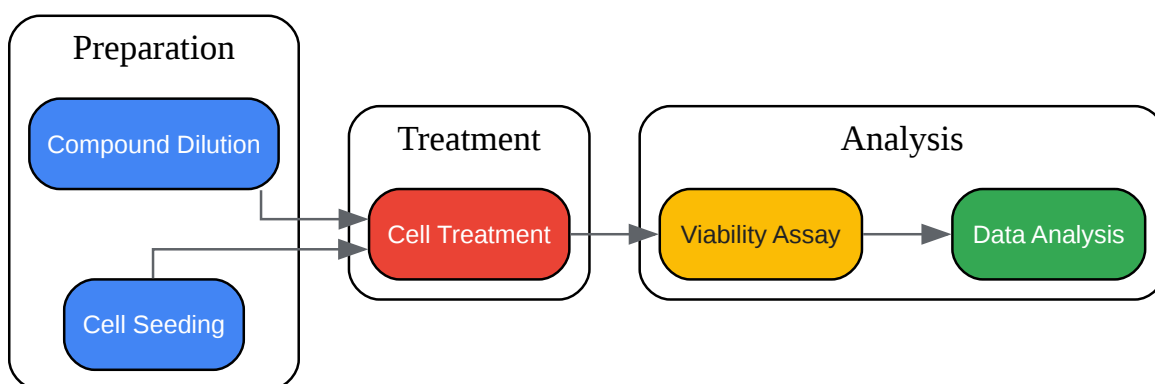 Preparation
Compound Dilution
Cell Seeding
Treatment
Cell Treatment
Analysis
Viability Assay
Data Analysis